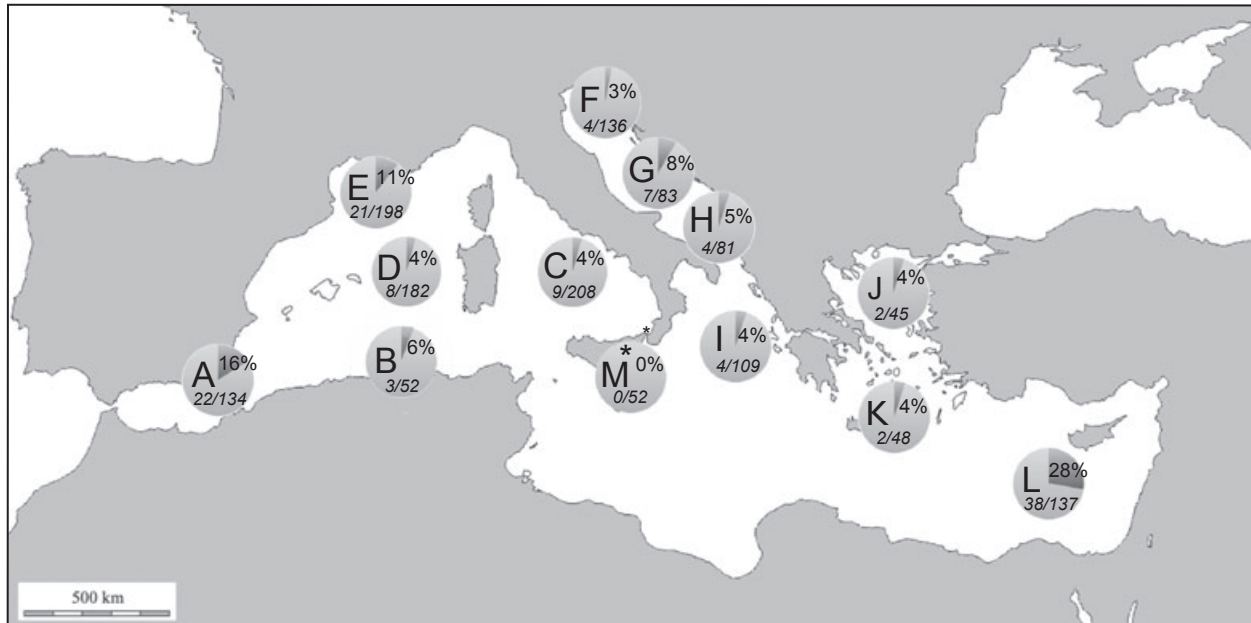 F 3%
4/136
G 8%
7/83
E 11%
21/198
H 5%
4/81
D 4%
8/182
C 4%
9/208
J 4%
2/45
*
I 4%
4/109
B 6%
3/52
A 16%
22/134
*
M 0%
0/52
K 4%
2/48
L 28%
38/137
500 km